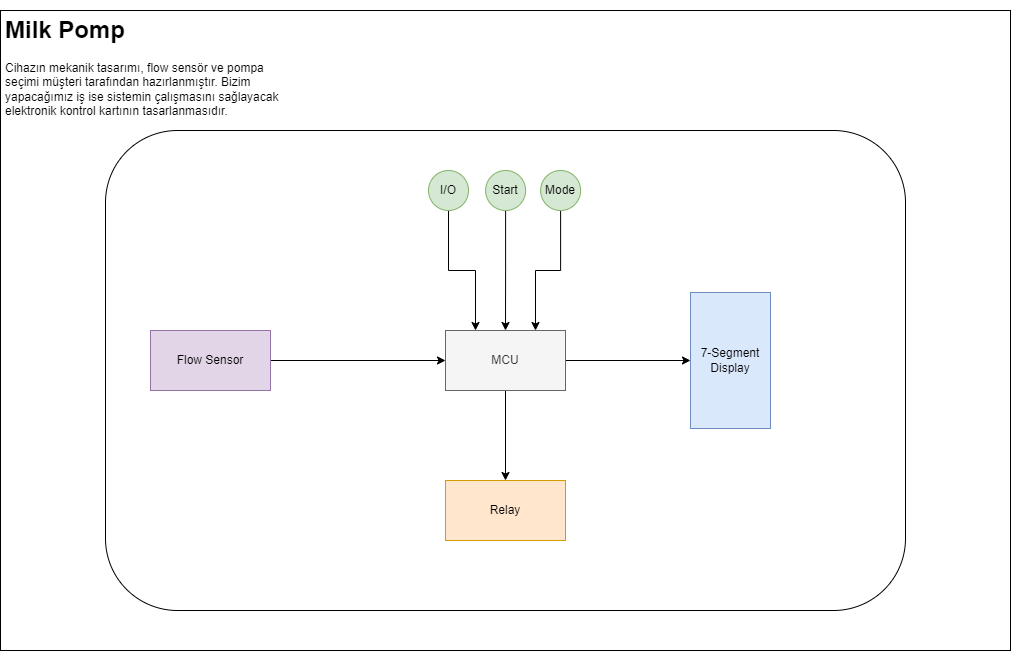 Milk Pomp
Cihazın mekanik tasarımı, flow sensör ve pompa
seçimi müşteri tarafından hazırlanmıştır. Bizim
yapacağımız iş ise sistemin çalışmasını sağlayacak
elektronik kontrol kartının tasarlanmasıdır.
I/O
Start
Mode
Flow Sensor
MCU
7-Segment
Display
Relay